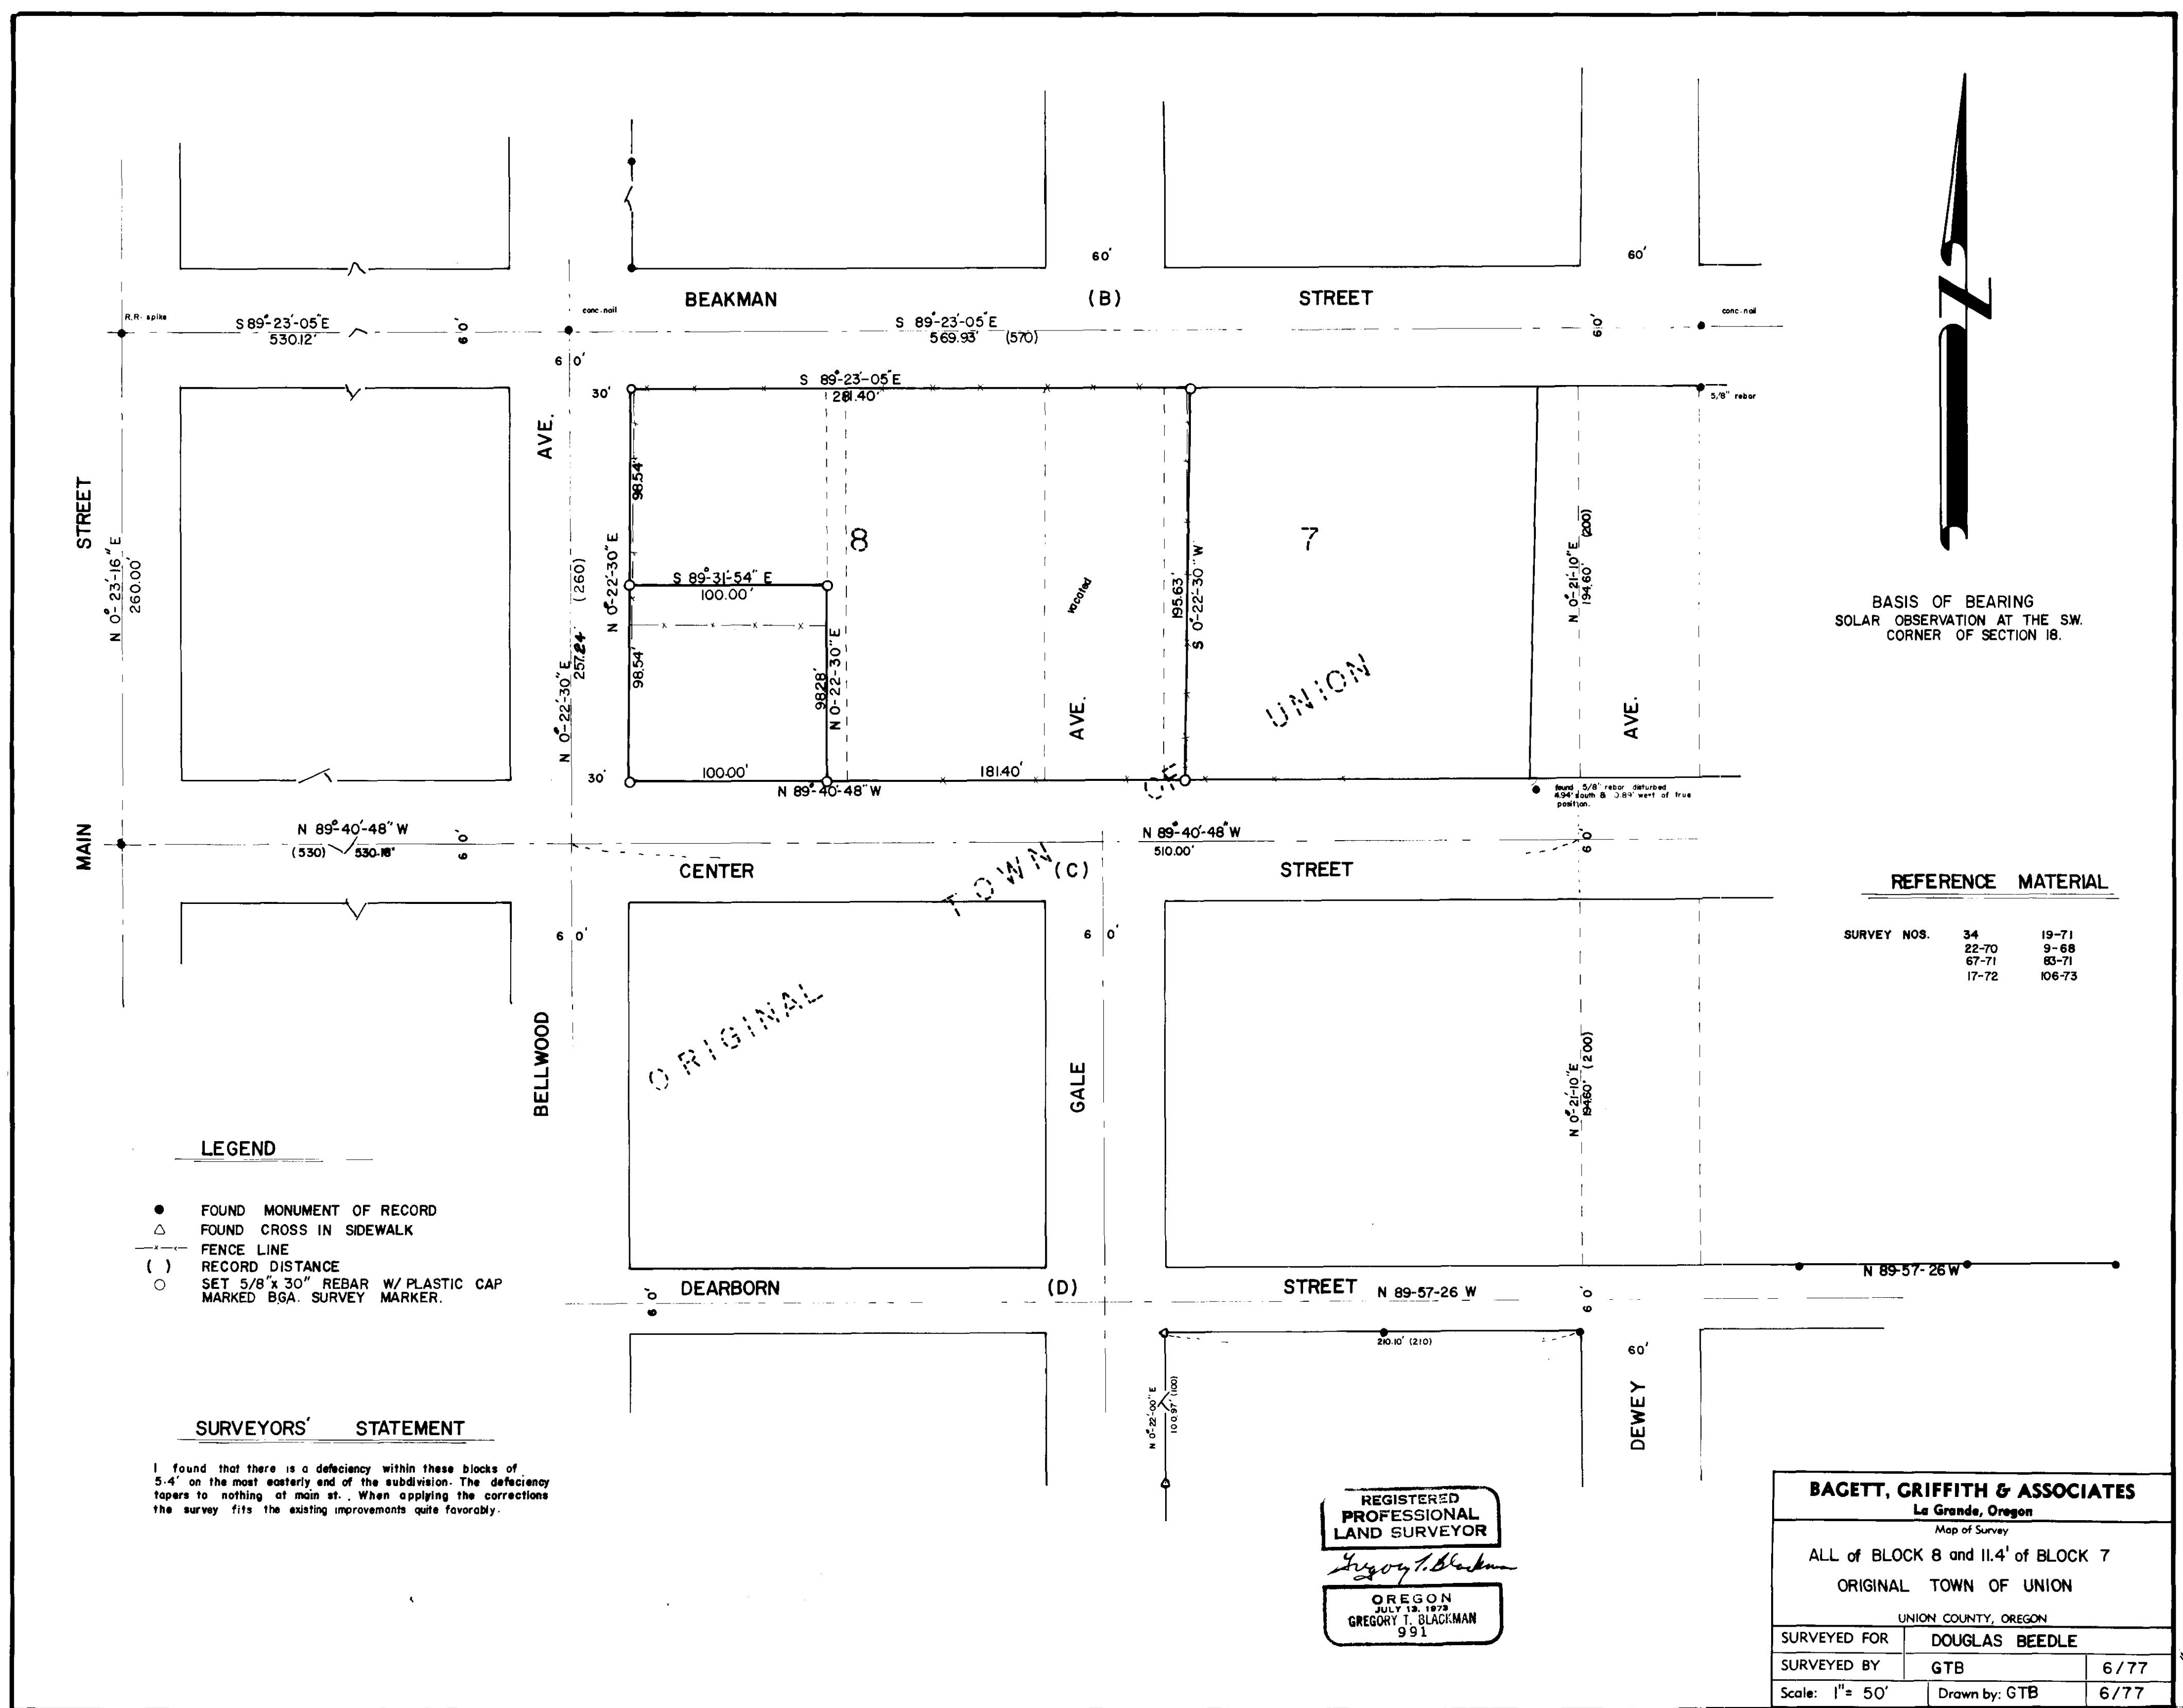 60'
60'
BEAKMAN (B) STREET
R.R. spike
conc. nail
conc. nail
S 89°-23'-05"E
530.12'
60'
S 89°-23'-05"E
569.93' (570)
60'
60'
30'
S 89°-23'-05"E
281.40'
5/8" rebar
AVE.
STREET
MAIN
N 0°-23'-16"E
260.00'
98.54'
N 0°-22'-30"E
(260)
257.24'
N 0°-22'-30"E
8
7
S 89°-31'-54" E
100.00'
98.54'
98.28'
N 0-22'-30"E
vacated
195.63'
S 0°-22'-30"W
N 0°-21'-10"E (200)
194.60'
AVE.
AVE.
30'
100.00'
181.40'
N 89°-40'-48"W
found 5/8" rebar disturbed
4.94' south & 0.89' west of true
position.
N 89°-40'-48"W
(530) 530.18'
60'
N 89°-40'-48"W
510.00'
60'
CENTER (C) STREET
ORIGINAL TOWN OF UNION
60'
60'
BELLWOOD
GALE
N 0°-21'-10"E
194.60' (200)
BASIS OF BEARING
SOLAR OBSERVATION AT THE S.W.
CORNER OF SECTION 18.
REFERENCE MATERIAL
SURVEY NOS. 34 19-71
22-70 9-68
67-71 83-71
17-72 106-73
LEGEND
FOUND MONUMENT OF RECORD
FOUND CROSS IN SIDEWALK
FENCE LINE
( ) RECORD DISTANCE
SET 5/8"x 30" REBAR W/ PLASTIC CAP
MARKED B.G.A. SURVEY MARKER.
60'
DEARBORN (D) STREET N 89-57-26 W
60'
N 89-57-26 W
210.10' (210)
N 0°-22'-00"E
100.97' (100)
60'
DEWEY
SURVEYORS' STATEMENT
I found that there is a defeciency within these blocks of
5.4' on the most easterly end of the subdivision. The defeciency
tapers to nothing at main st.. When applying the corrections
the survey fits the existing improvements quite favorably.
REGISTERED
PROFESSIONAL
LAND SURVEYOR
Gregory T. Blackman
OREGON
JULY 13, 1973
GREGORY T. BLACKMAN
991
BAGETT, GRIFFITH & ASSOCIATES
La Grande, Oregon
Map of Survey
ALL of BLOCK 8 and 11.4' of BLOCK 7
ORIGINAL TOWN OF UNION
UNION COUNTY, OREGON
SURVEYED FOR DOUGLAS BEEDLE
SURVEYED BY GTB 6/77
Scale: 1"= 50' Drawn by: GTB 6/77